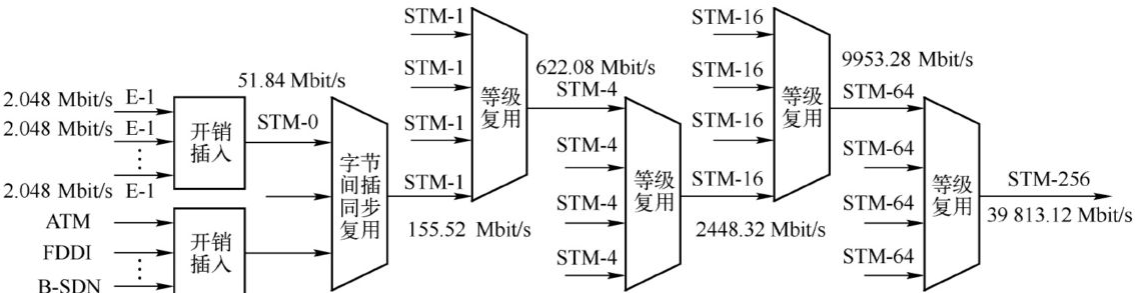 STM-1
STM-1
STM-1
STM-1
等级
复用
622.08 Mbit/s
STM-4
STM-16
STM-16
STM-16
STM-16
等级
复用
9953.28 Mbit/s
STM-64
2.048 Mbit/s E-1
2.048 Mbit/s E-1
⋮
2.048 Mbit/s E-1
开销
插入
51.84 Mbit/s
STM-0
ATM
FDDI
⋮
B-SDN
开销
插入
字节
间插
同步
复用
155.52 Mbit/s
STM-4
STM-4
STM-4
等级
复用
2448.32 Mbit/s
STM-64
STM-64
STM-64
等级
复用
STM-256
39 813.12 Mbit/s